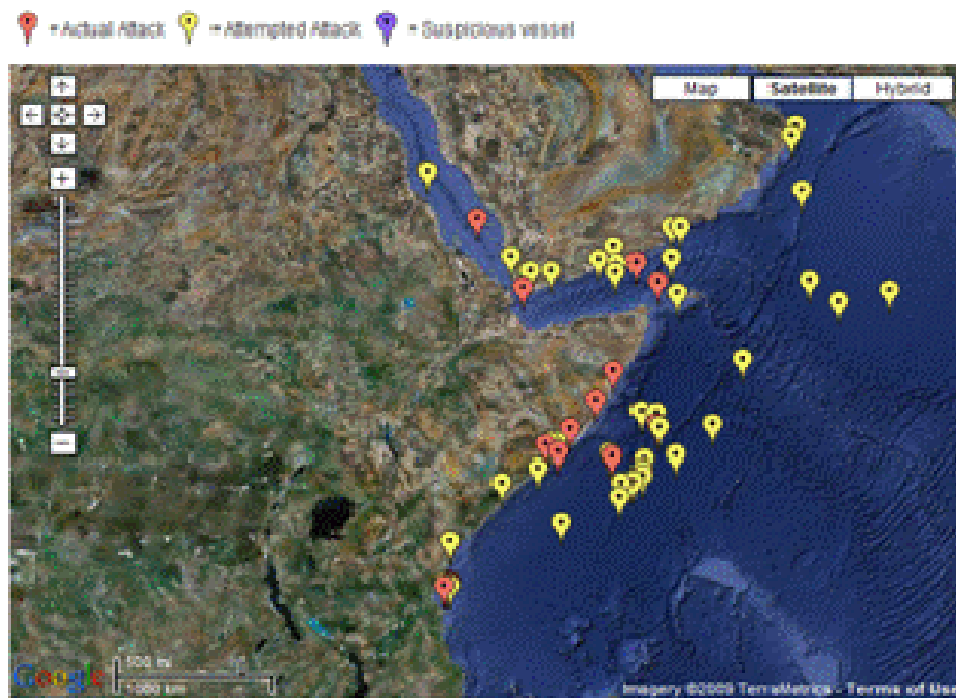 = Actual Attack = Attempted Attack = Suspicious vessel
Map Satellite Hybrid
500 mi
1000 km
Google
Imagery ©2009 TerraMetrics - Terms of Use